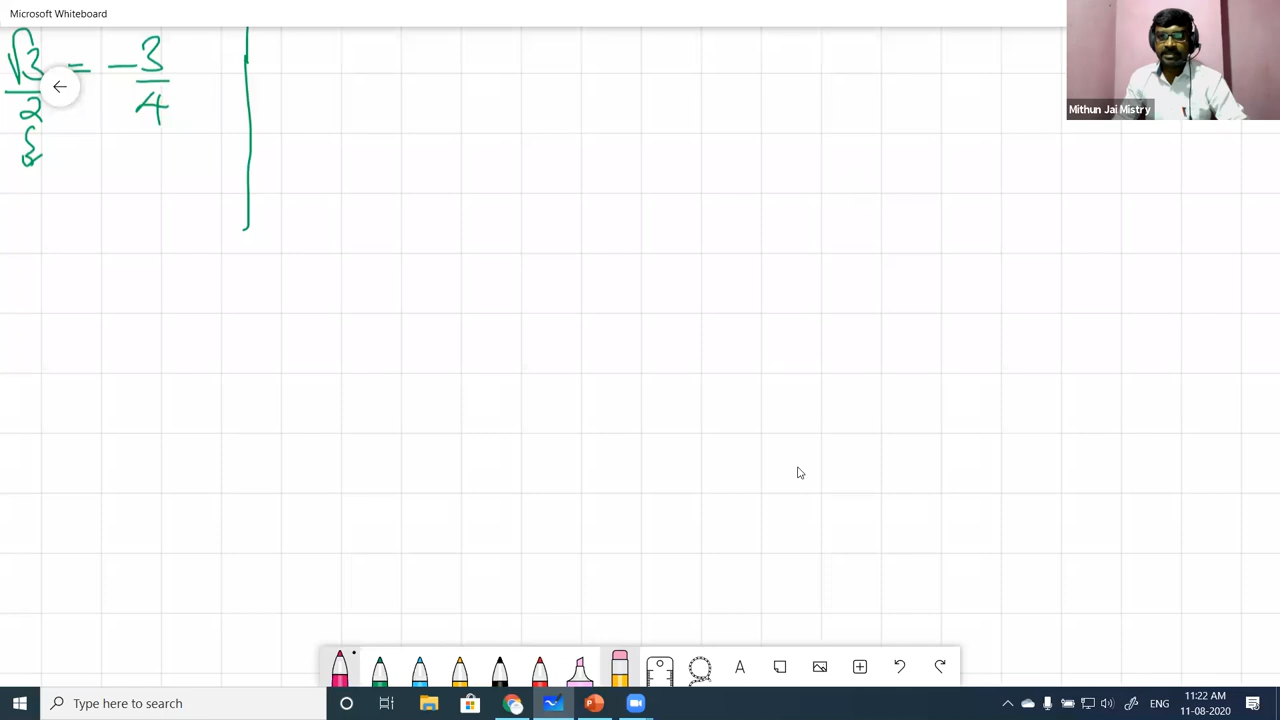 Microsoft Whiteboard
√3/2 = -3/4
Mithun Jai Mistry
A
Type here to search
ENG
11:22 AM
11-08-2020